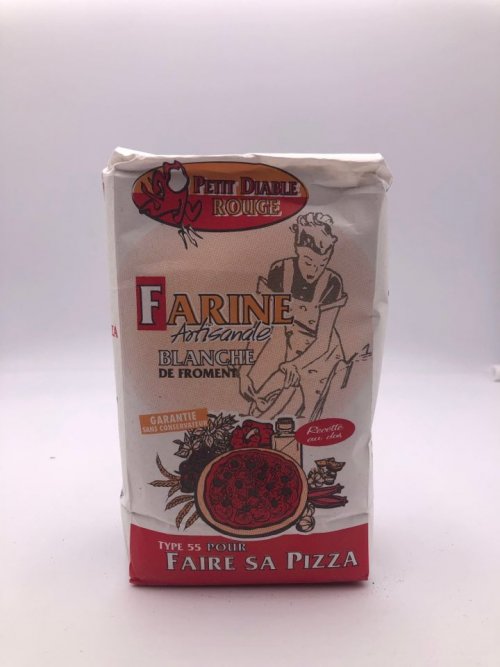 PETIT DIABLE
ROUGE
FARINE
Artisanale
BLANCHE
DE FROMENT
GARANTIE
SANS CONSERVATEUR
Recette
au dos
TYPE 55 POUR
FAIRE SA PIZZA
ZA